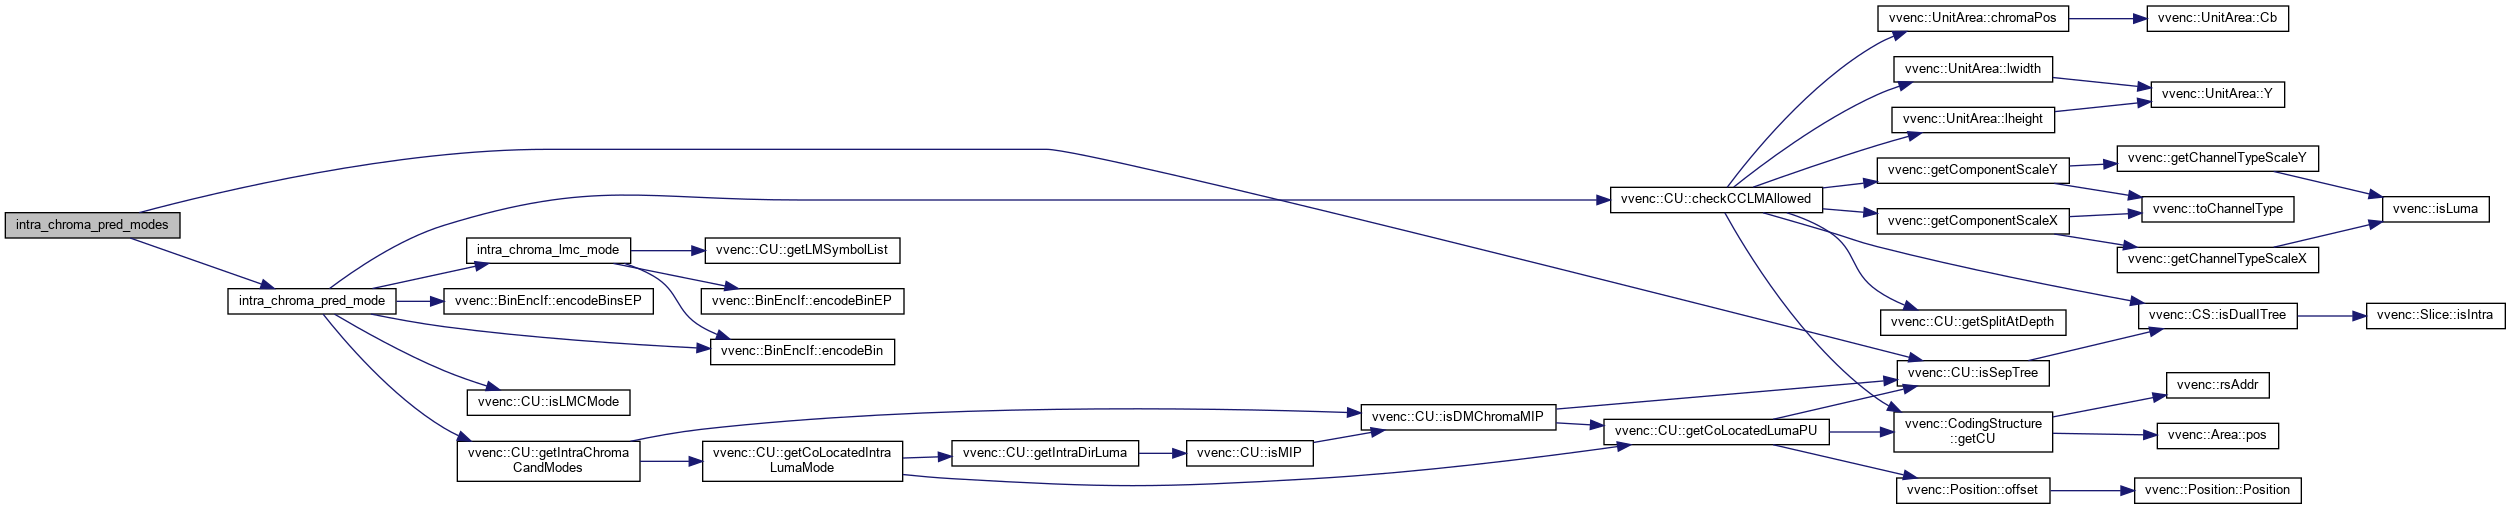 intra_chroma_pred_modes
intra_chroma_pred_mode
intra_chroma_lmc_mode
vvenc::BinEncIf::encodeBinsEP
vvenc::CU::isLMCMode
vvenc::CU::getIntraChroma
CandModes
vvenc::CU::getLMSymbolList
vvenc::BinEncIf::encodeBinEP
vvenc::BinEncIf::encodeBin
vvenc::CU::getCoLocatedIntra
LumaMode
vvenc::CU::getIntraDirLuma
vvenc::CU::isMIP
vvenc::CU::isDMChromaMIP
vvenc::CU::checkCCLMAllowed
vvenc::CU::getCoLocatedLumaPU
vvenc::UnitArea::chromaPos
vvenc::UnitArea::lwidth
vvenc::UnitArea::lheight
vvenc::getComponentScaleY
vvenc::getComponentScaleX
vvenc::CU::getSplitAtDepth
vvenc::CU::isSepTree
vvenc::CodingStructure
::getCU
vvenc::Position::offset
vvenc::UnitArea::Cb
vvenc::UnitArea::Y
vvenc::getChannelTypeScaleY
vvenc::toChannelType
vvenc::getChannelTypeScaleX
vvenc::CS::isDualITree
vvenc::rsAddr
vvenc::Area::pos
vvenc::Position::Position
vvenc::isLuma
vvenc::Slice::isIntra